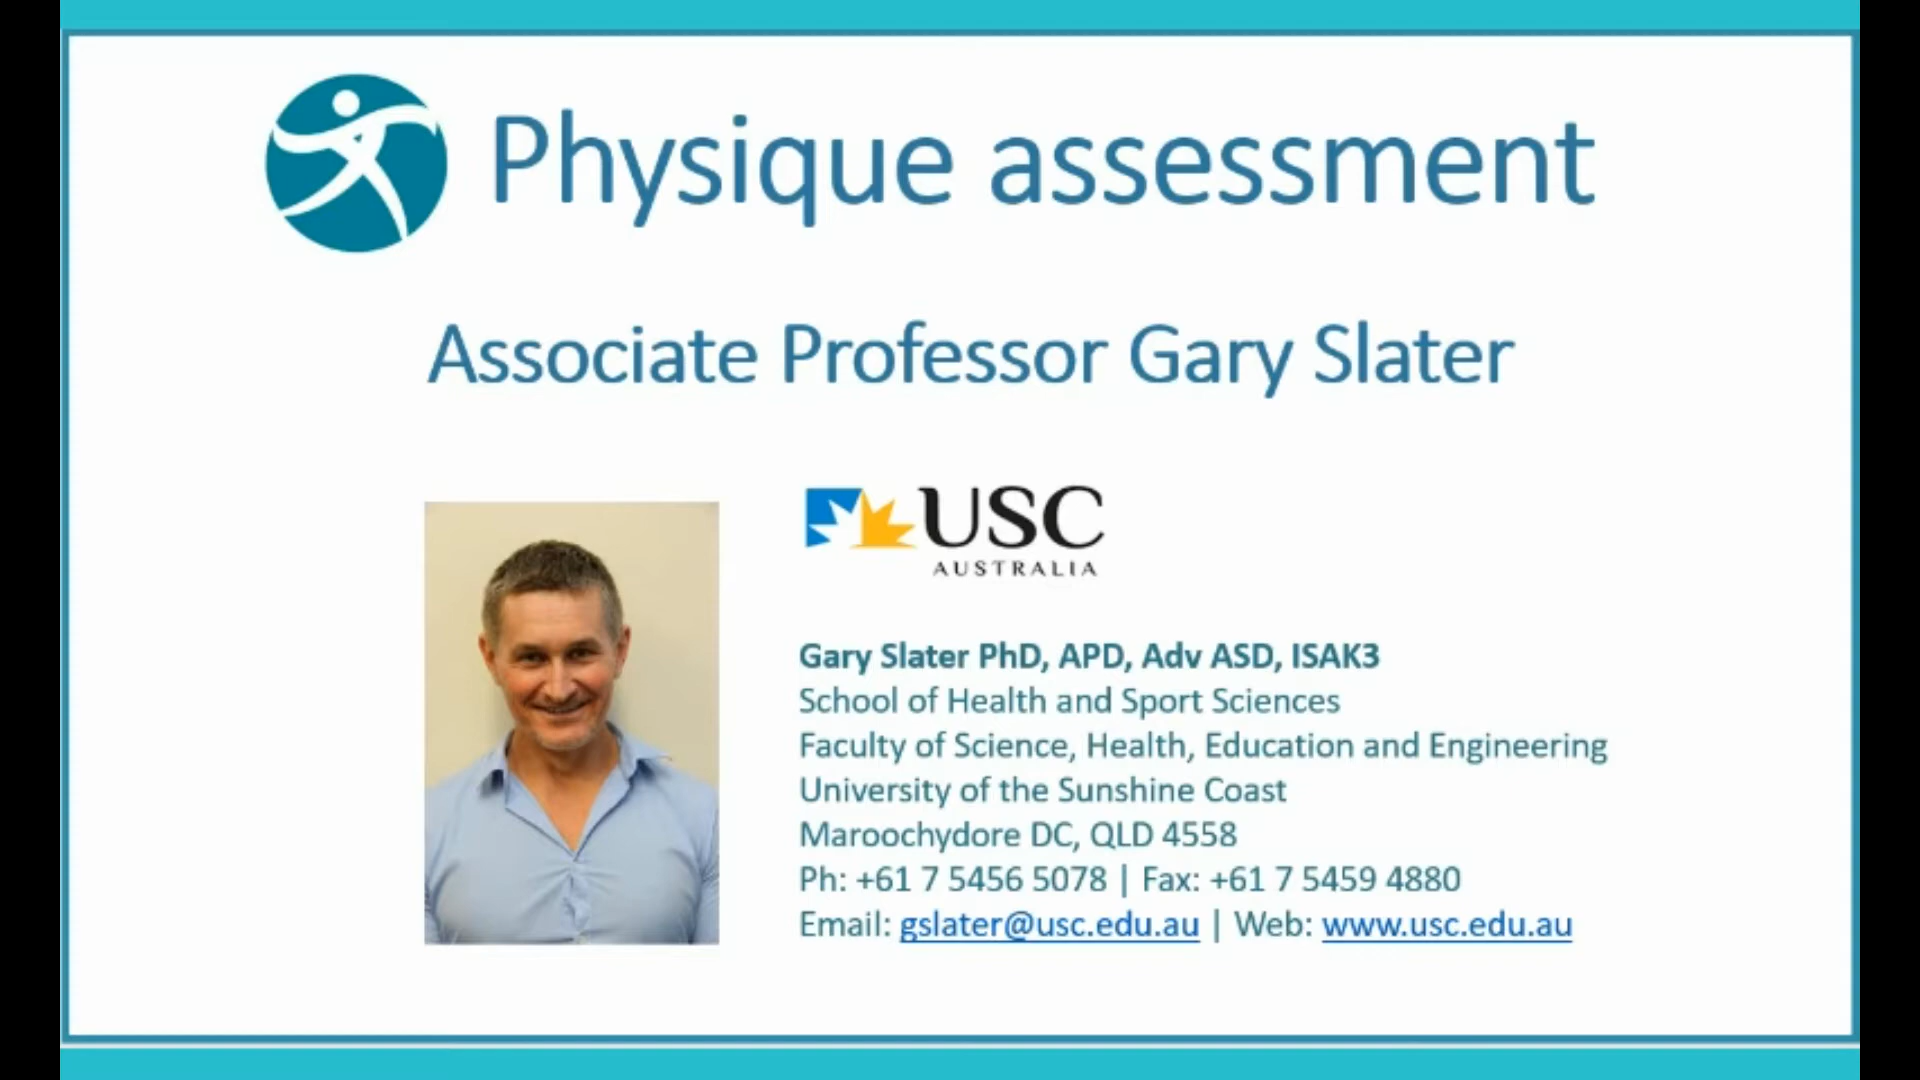 Physique assessment
Associate Professor Gary Slater
USC
AUSTRALIA
Gary Slater PhD, APD, Adv ASD, ISAK3
School of Health and Sport Sciences
Faculty of Science, Health, Education and Engineering
University of the Sunshine Coast
Maroochydore DC, QLD 4558
Ph: +61 7 5456 5078 | Fax: +61 7 5459 4880
Email: gslater@usc.edu.au | Web: www.usc.edu.au